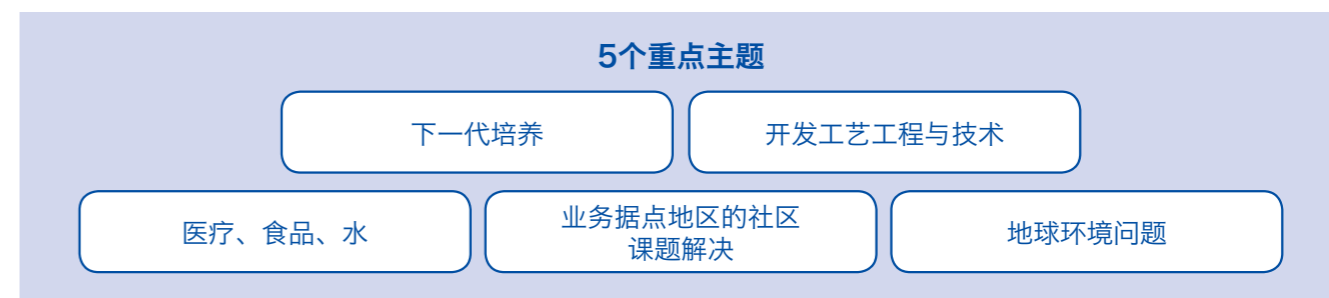 5个重点主题
下一代培养
开发工艺工程与技术
医疗、食品、水
业务据点地区的社区
课题解决
地球环境问题